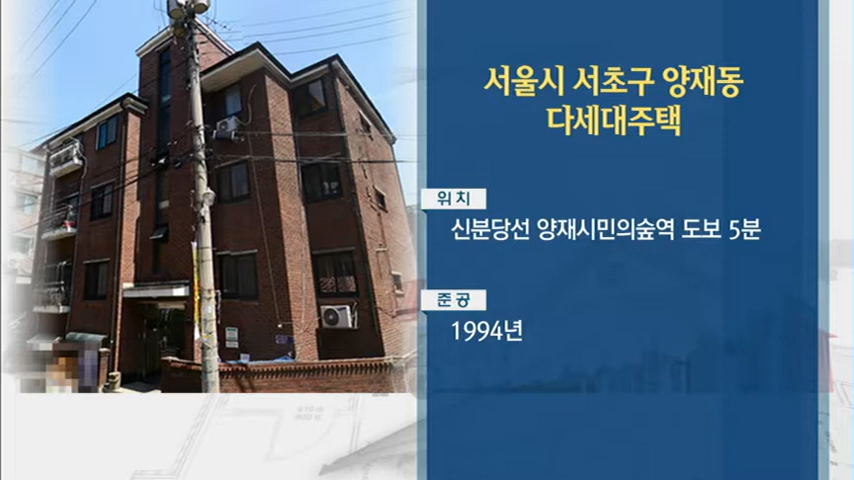 서울시 서초구 양재동
다세대주택
위치
신분당선 양재시민의숲역 도보 5분
준공
1994년